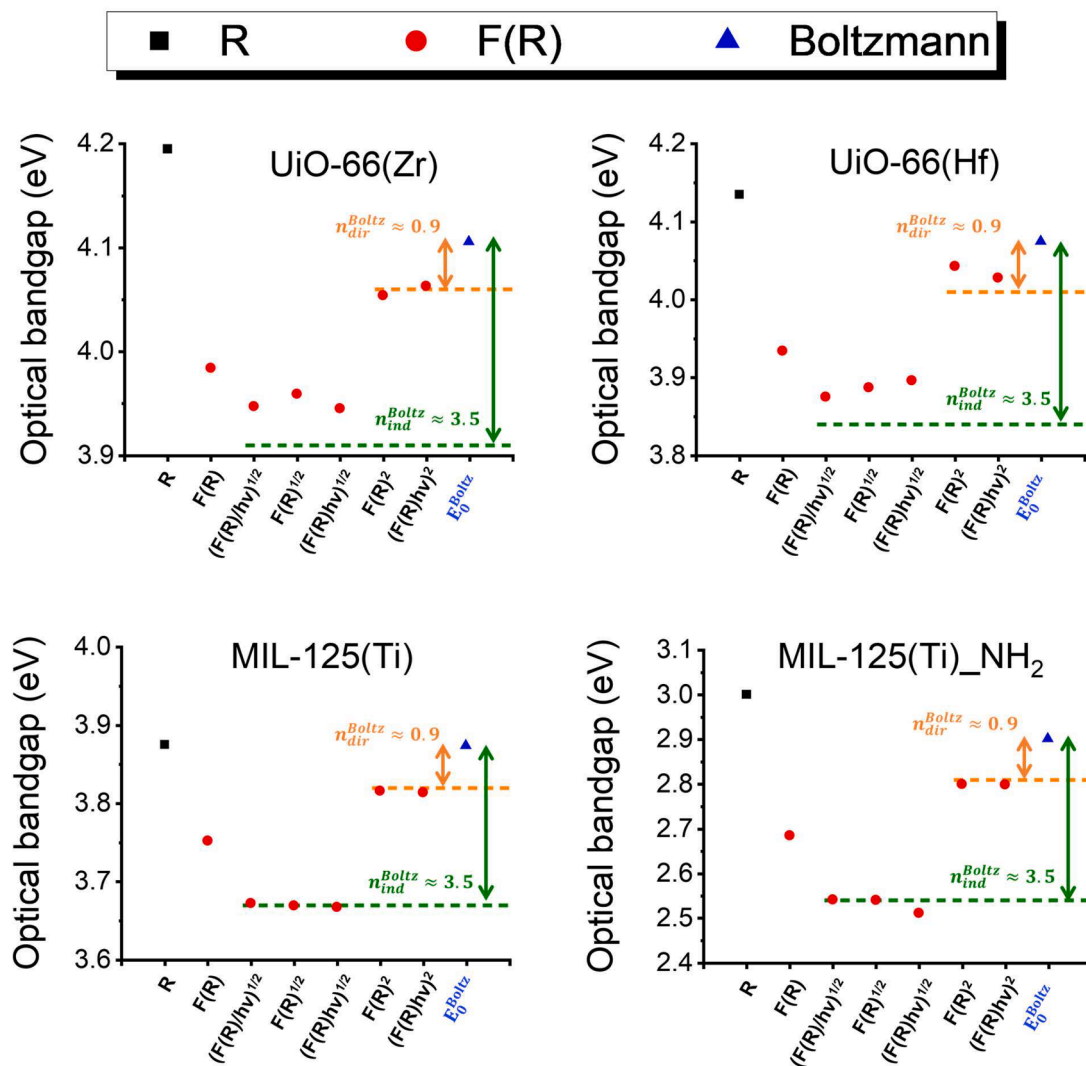 R F(R) Boltzmann
UiO-66(Zr)
Optical bandgap (eV)
4.2
4.1
4.0
3.9
n_dir^Boltz ≈ 0.9
n_ind^Boltz ≈ 3.5
R
F(R)
(F(R)/hν)^1/2
F(R)^1/2
(F(R)hν)^1/2
F(R)^2
(F(R)hν)^2
E_0^Boltz
UiO-66(Hf)
Optical bandgap (eV)
4.2
4.1
4.0
3.9
3.8
n_dir^Boltz ≈ 0.9
n_ind^Boltz ≈ 3.5
R
F(R)
(F(R)/hν)^1/2
F(R)^1/2
(F(R)hν)^1/2
F(R)^2
(F(R)hν)^2
E_0^Boltz
MIL-125(Ti)
Optical bandgap (eV)
4.0
3.9
3.8
3.7
3.6
n_dir^Boltz ≈ 0.9
n_ind^Boltz ≈ 3.5
R
F(R)
(F(R)/hν)^1/2
F(R)^1/2
(F(R)hν)^1/2
F(R)^2
(F(R)hν)^2
E_0^Boltz
MIL-125(Ti)_NH₂
Optical bandgap (eV)
3.1
3.0
2.9
2.8
2.7
2.6
2.5
2.4
n_dir^Boltz ≈ 0.9
n_ind^Boltz ≈ 3.5
R
F(R)
(F(R)/hν)^1/2
F(R)^1/2
(F(R)hν)^1/2
F(R)^2
(F(R)hν)^2
E_0^Boltz